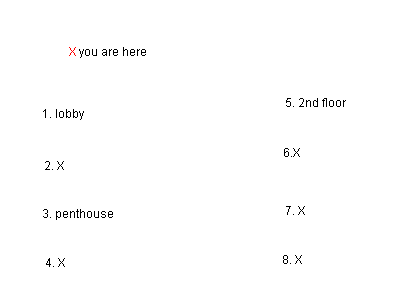 X you are here
1. lobby
2. X
3. penthouse
4. X
5. 2nd floor
6.X
7. X
8. X